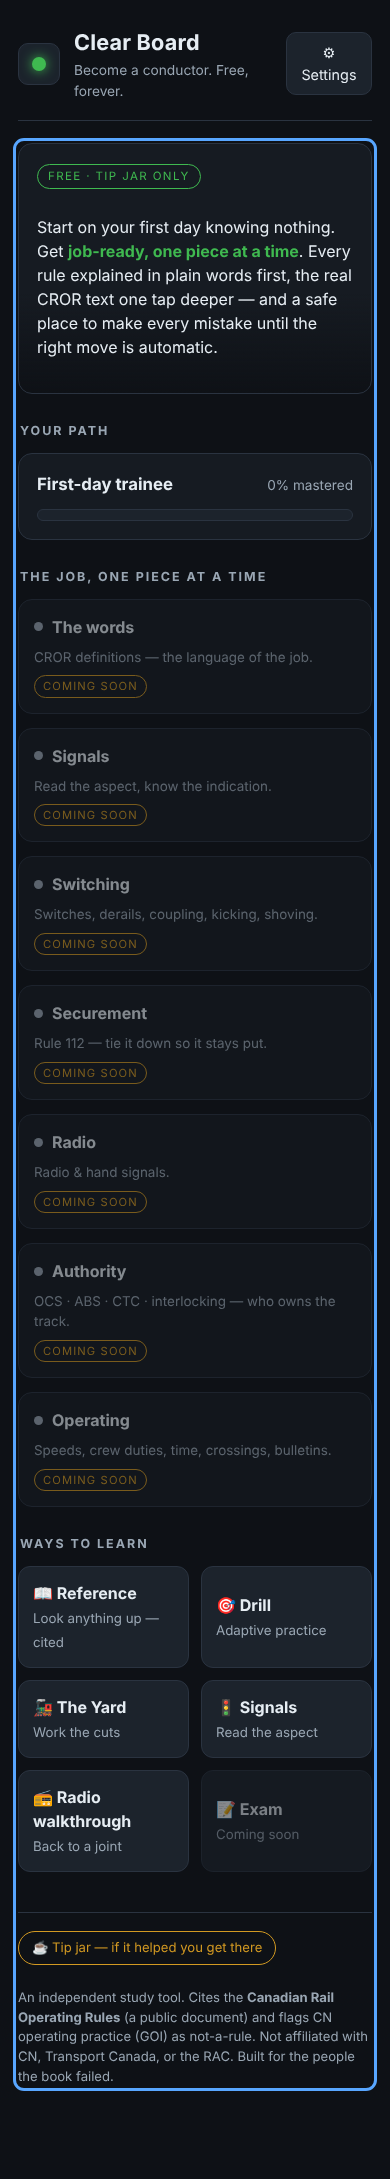 Clear Board
Become a conductor. Free,
forever.
⚙
Settings
FREE · TIP JAR ONLY
Start on your first day knowing nothing.
Get job-ready, one piece at a time. Every
rule explained in plain words first, the real
CROR text one tap deeper — and a safe
place to make every mistake until the
right move is automatic.
YOUR PATH
First-day trainee
0% mastered
THE JOB, ONE PIECE AT A TIME
The words
CROR definitions — the language of the job.
COMING SOON
Signals
Read the aspect, know the indication.
COMING SOON
Switching
Switches, derails, coupling, kicking, shoving.
COMING SOON
Securement
Rule 112 — tie it down so it stays put.
COMING SOON
Radio
Radio & hand signals.
COMING SOON
Authority
OCS · ABS · CTC · interlocking — who owns the
track.
COMING SOON
Operating
Speeds, crew duties, time, crossings, bulletins.
COMING SOON
WAYS TO LEARN
📖 Reference
Look anything up —
cited
🎯 Drill
Adaptive practice
🚂 The Yard
Work the cuts
🚦 Signals
Read the aspect
📻 Radio
walkthrough
Back to a joint
📝 Exam
Coming soon
☕ Tip jar — if it helped you get there
An independent study tool. Cites the Canadian Rail
Operating Rules (a public document) and flags CN
operating practice (GOI) as not-a-rule. Not affiliated with
CN, Transport Canada, or the RAC. Built for the people
the book failed.